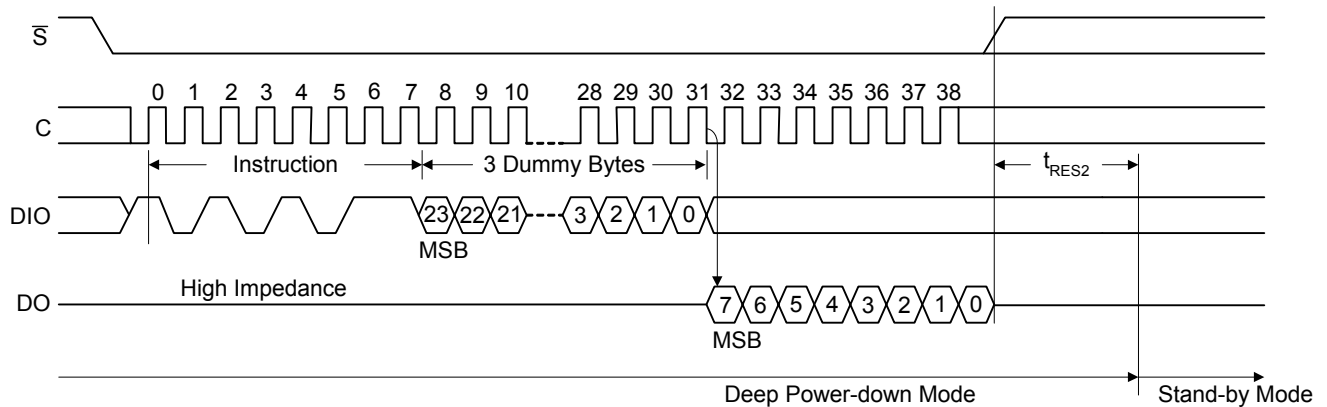 S
0 1 2 3 4 5 6 7 8 9 10 28 29 30 31 32 33 34 35 36 37 38
C
Instruction 3 Dummy Bytes tRES2
DIO 23 22 21 3 2 1 0
MSB
High Impedance
DO 7 6 5 4 3 2 1 0
MSB
Deep Power-down Mode Stand-by Mode